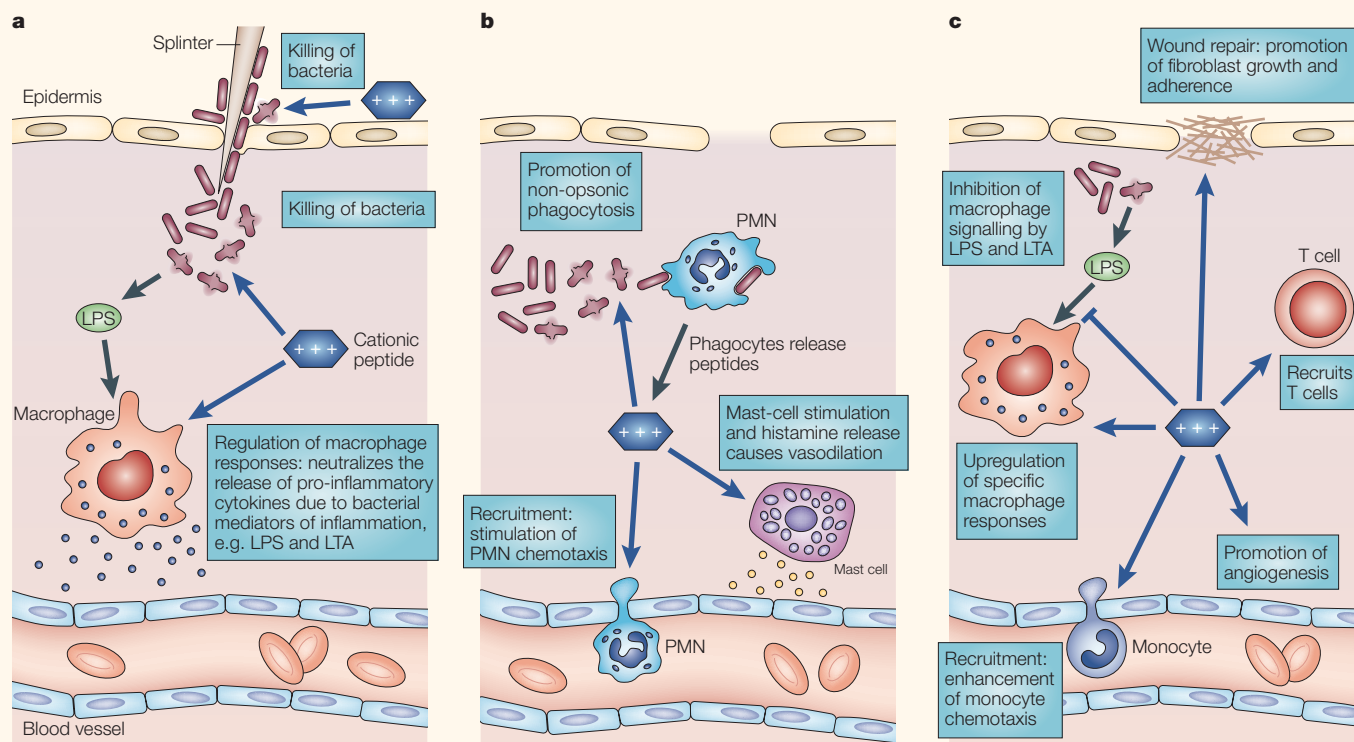 a
Splinter
Killing of
bacteria
+ + +
Epidermis
Killing of bacteria
LPS
+ + +
Cationic
peptide
Macrophage
Regulation of macrophage
responses: neutralizes the
release of pro-inflammatory
cytokines due to bacterial
mediators of inflammation,
e.g. LPS and LTA
Blood vessel
b
Promotion of
non-opsonic
phagocytosis
PMN
Phagocytes release
peptides
+ + +
Mast-cell stimulation
and histamine release
causes vasodilation
Recruitment:
stimulation of
PMN chemotaxis
Mast cell
PMN
c
Wound repair: promotion
of fibroblast growth and
adherence
Inhibition of
macrophage
signalling by
LPS and LTA
LPS
T cell
Recruits
T cells
+ + +
Upregulation
of specific
macrophage
responses
Promotion of
angiogenesis
Monocyte
Recruitment:
enhancement
of monocyte
chemotaxis